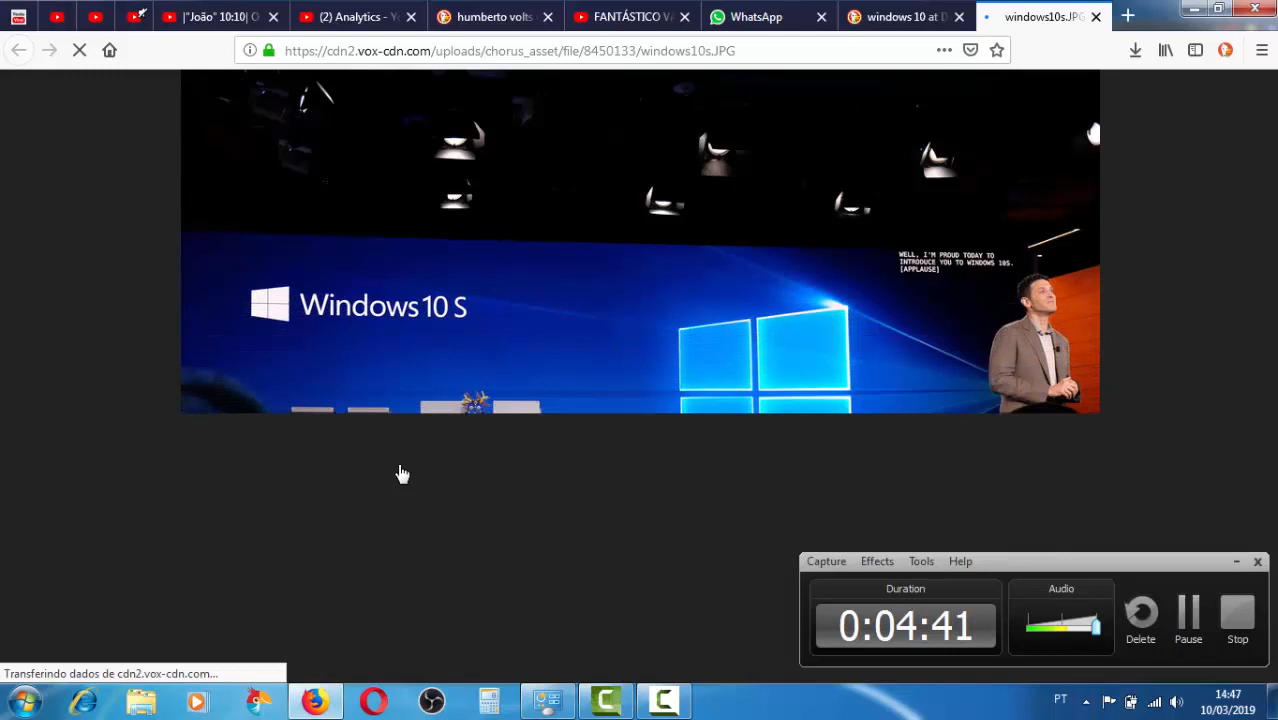 |"João" 10:10| O
(2) Analytics - Y
humberto volts
FANTÁSTICO V
WhatsApp
windows 10 at D
windows10s.JPG
https://cdn2.vox-cdn.com/uploads/chorus_asset/file/8450133/windows10s.JPG
WELL, I'M PROUD TODAY TO
INTRODUCE YOU TO WINDOWS 10S.
[APPLAUSE]
Windows 10 S
Capture Effects Tools Help
Duration
Audio
0:04:41
Delete Pause Stop
Transferindo dados de cdn2.vox-cdn.com...
PT
14:47
10/03/2019